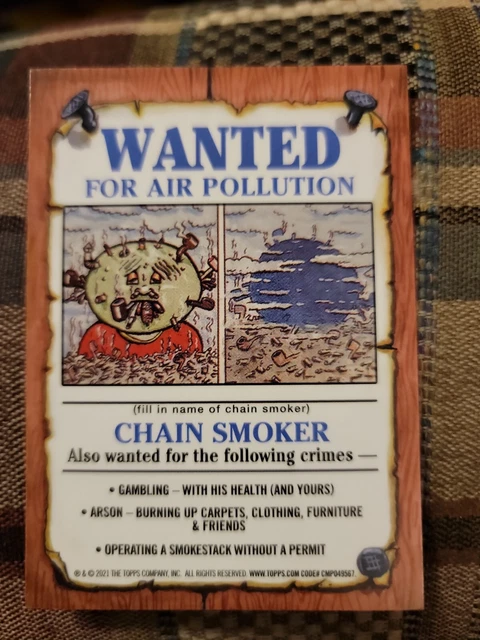 WANTED
FOR AIR POLLUTION
(fill in name of chain smoker)
CHAIN SMOKER
Also wanted for the following crimes —
• GAMBLING – WITH HIS HEALTH (AND YOURS)
• ARSON – BURNING UP CARPETS, CLOTHING, FURNITURE
& FRIENDS
• OPERATING A SMOKESTACK WITHOUT A PERMIT
® & © 2021 THE TOPPS COMPANY, INC. ALL RIGHTS RESERVED. WWW.TOPPS.COM CODE# CMP049567